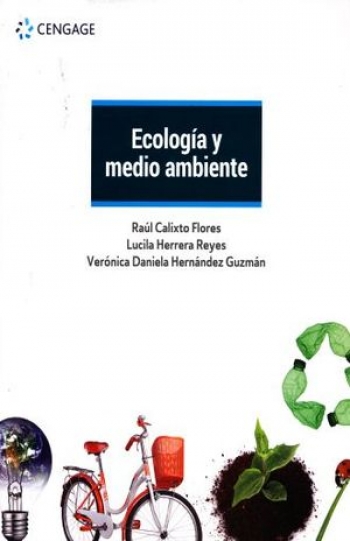 CENGAGE
Ecología y
medio ambiente
Raúl Calixto Flores
Lucila Herrera Reyes
Verónica Daniela Hernández Guzmán